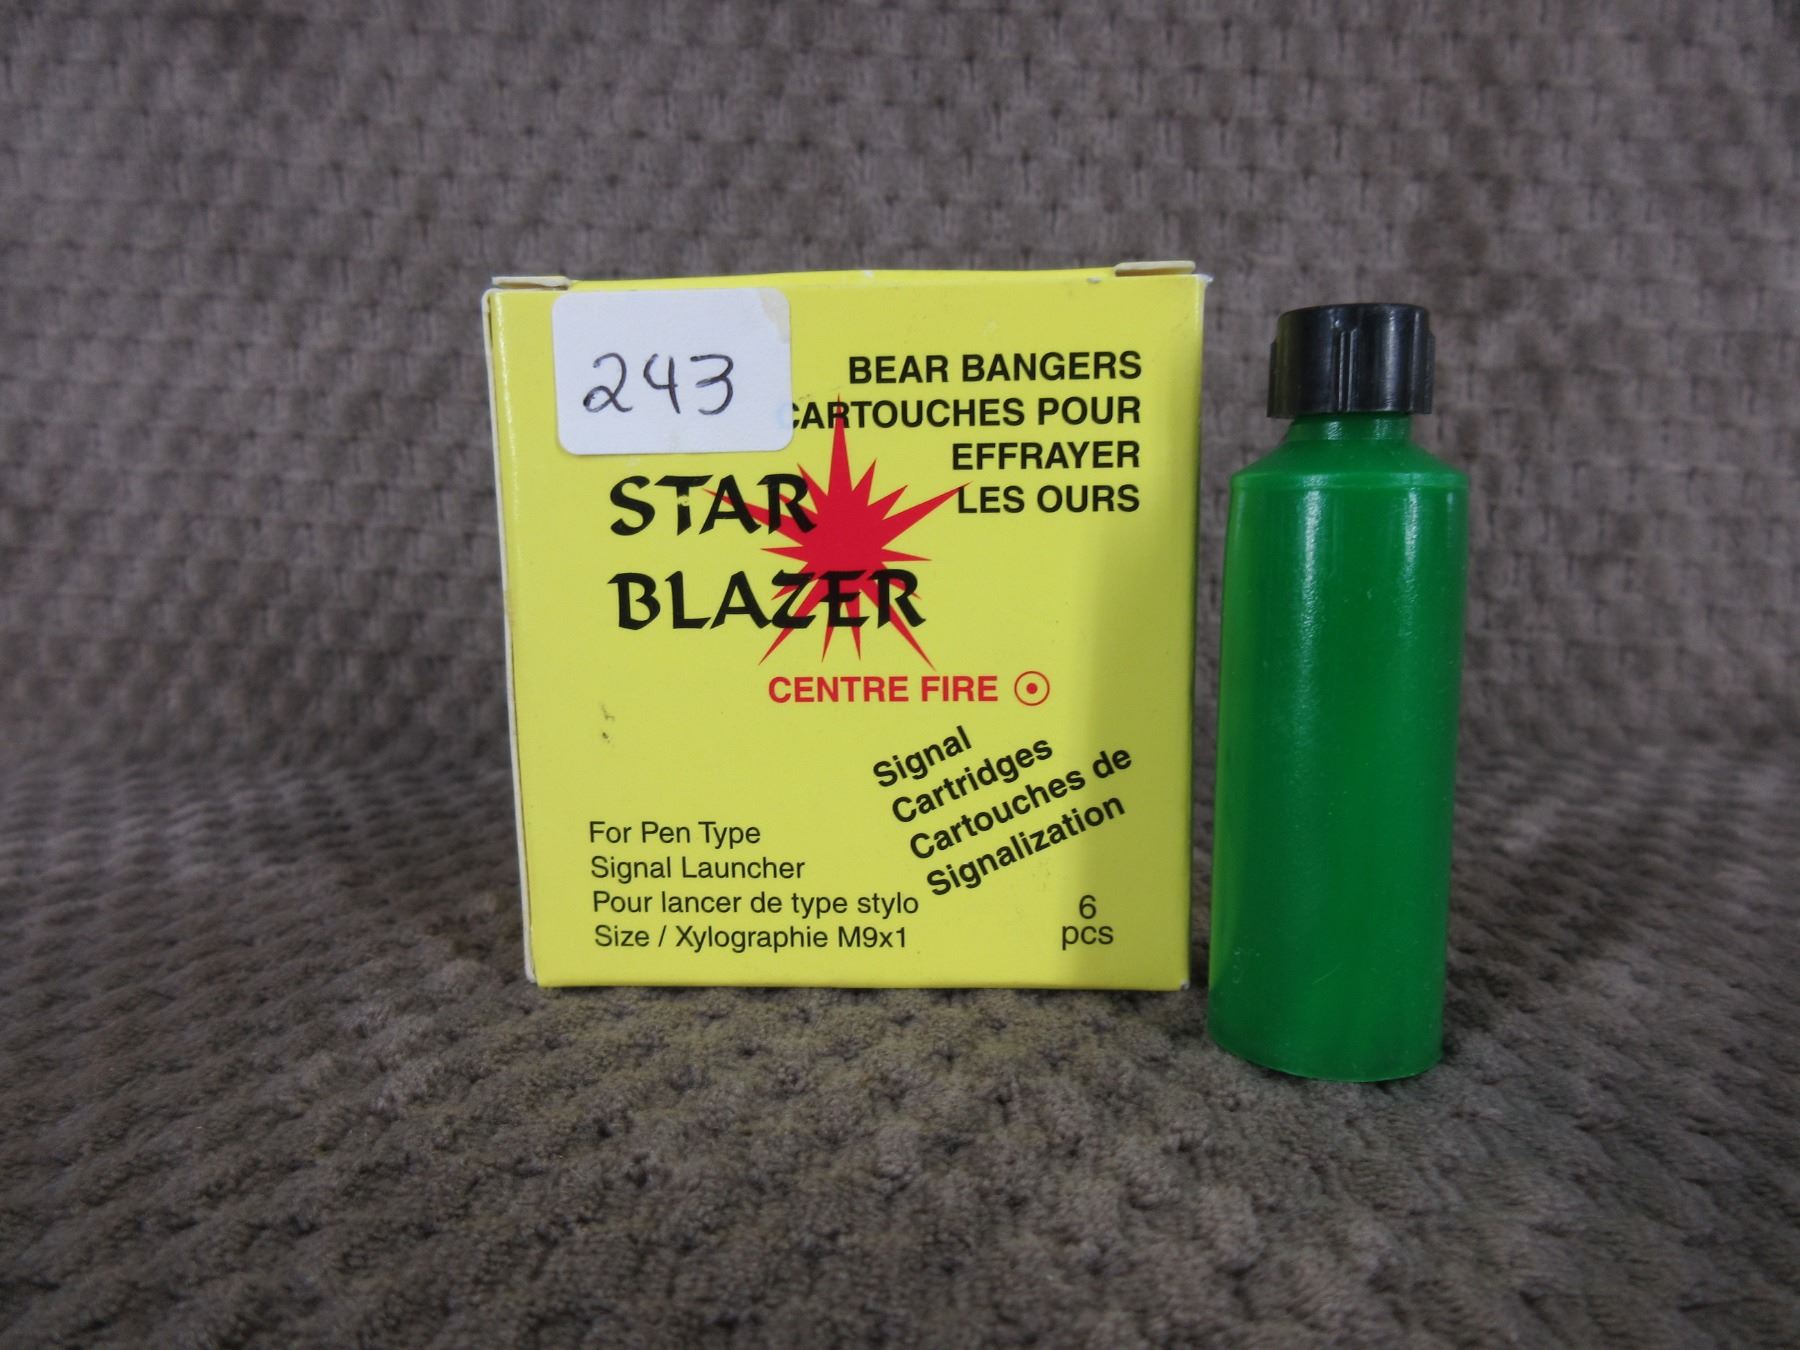 243
BEAR BANGERS
CARTOUCHES POUR
EFFRAYER
LES OURS
STAR
BLAZER
CENTRE FIRE
Signal
Cartridges
Cartouches de
Signalization
For Pen Type
Signal Launcher
Pour lancer de type stylo
Size / Xylographie M9x1
6
pcs